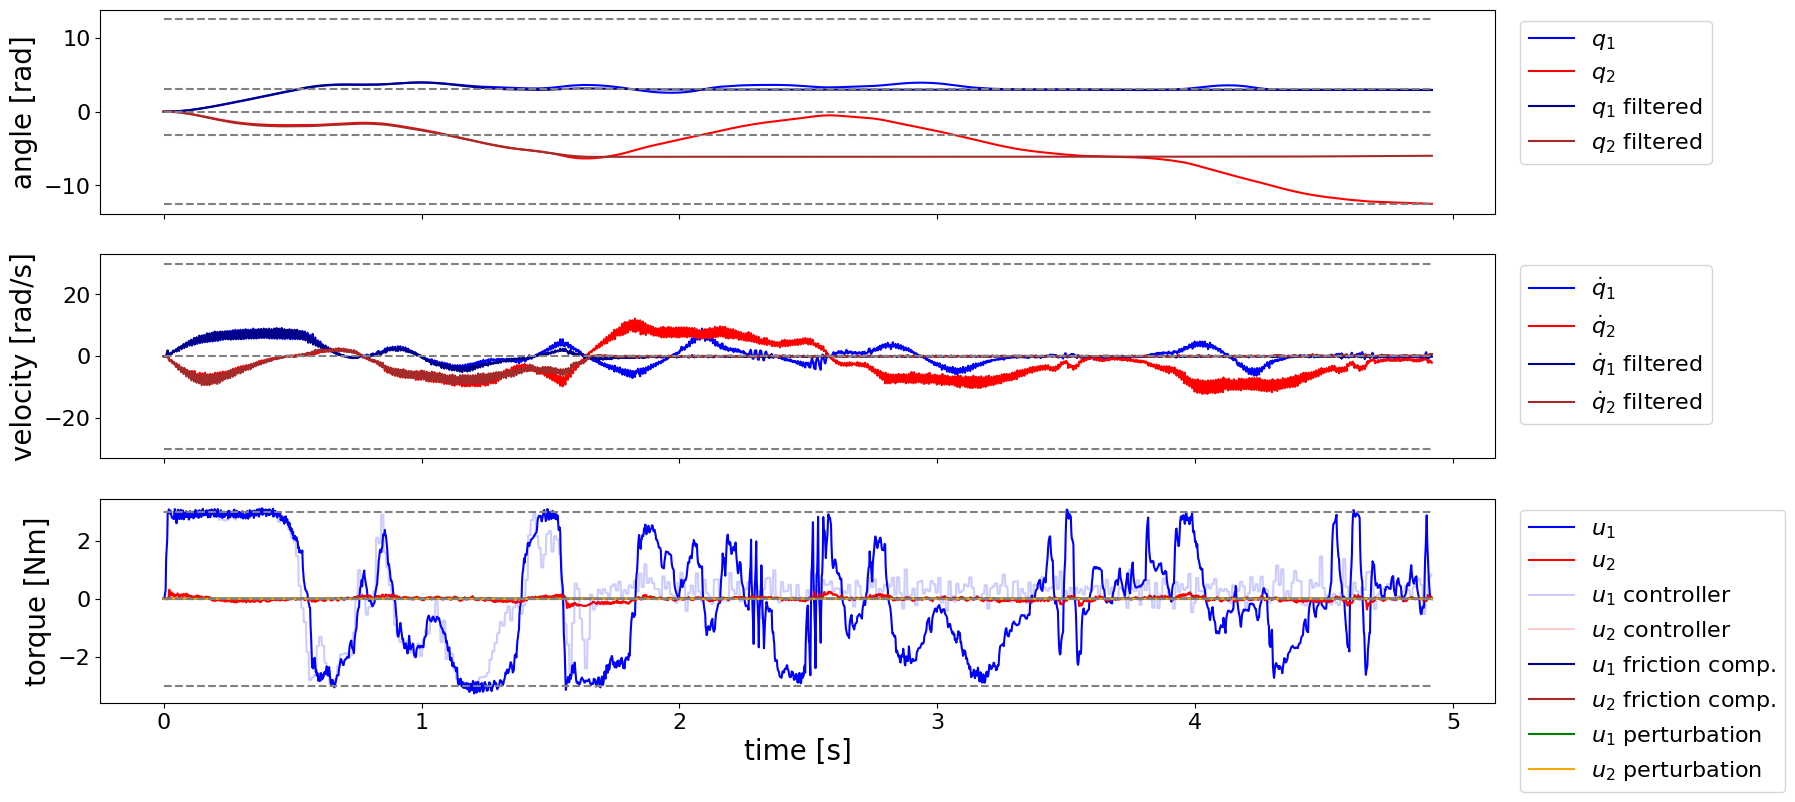 angle [rad]
10
0
−10
q₁
q₂
q₁ filtered
q₂ filtered
velocity [rad/s]
20
0
−20
q̇₁
q̇₂
q̇₁ filtered
q̇₂ filtered
torque [Nm]
2
0
−2
0 1 2 3 4 5
time [s]
u₁
u₂
u₁ controller
u₂ controller
u₁ friction comp.
u₂ friction comp.
u₁ perturbation
u₂ perturbation